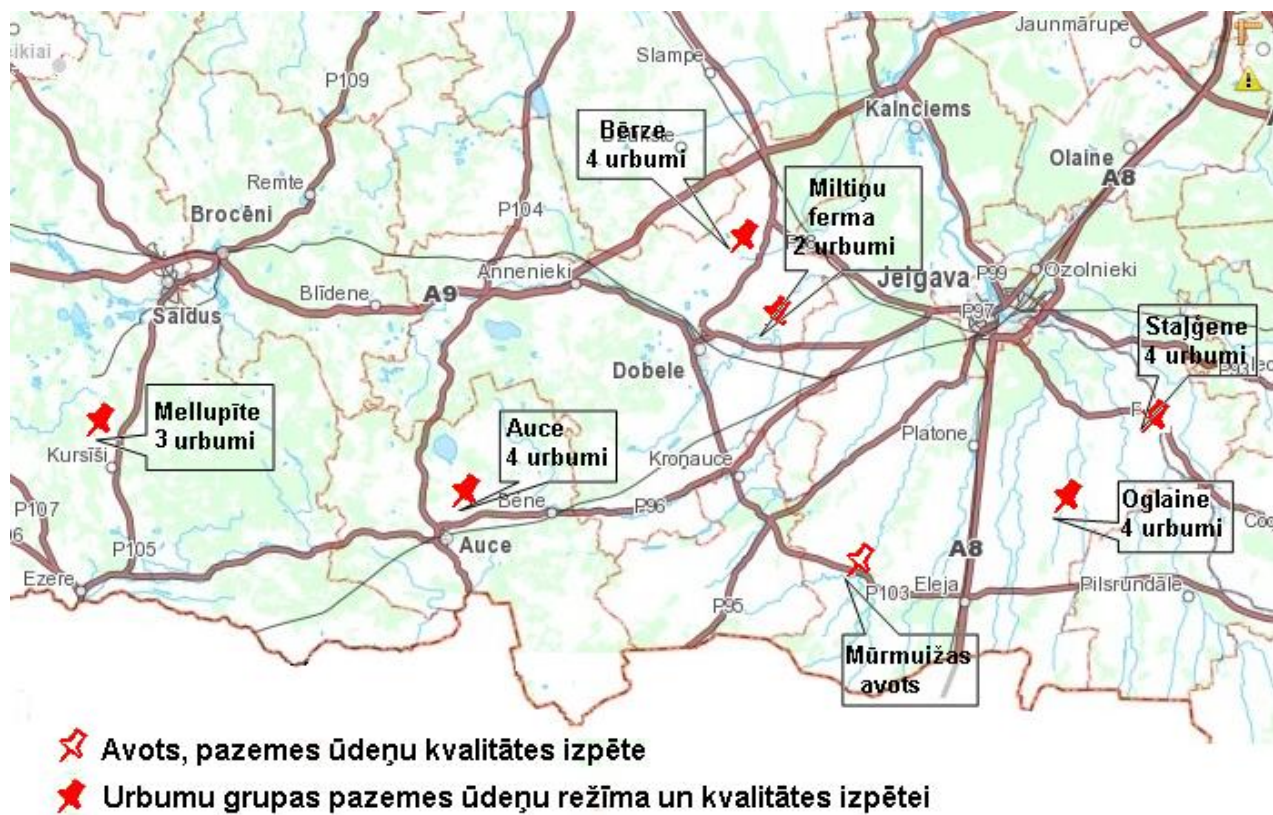 Jaunmārupe
eikiai
Slampe
P109
Kalnciems
Bērze
4 urbumi
Olaine
A8
Miltiņu
ferma
2 urbumi
Remte
P104
Brocēni
Jelgava
P99
Ozolnieki
Annenieki
A9
Blīdene
P97
Saldus
Staļģene
4 urbumi
Dobele
Mellupīte
3 urbumi
Auce
4 urbumi
Platone
Kursīši
Kroņauce
Oglaine
4 urbumi
P107
Bēne
P96
P105
Auce
A8
Ezere
P103
Eleja
Pilsrundāle
P95
Mūrmuižas
avots
Avots, pazemes ūdeņu kvalitātes izpēte
Urbumu grupas pazemes ūdeņu režīma un kvalitātes izpētei